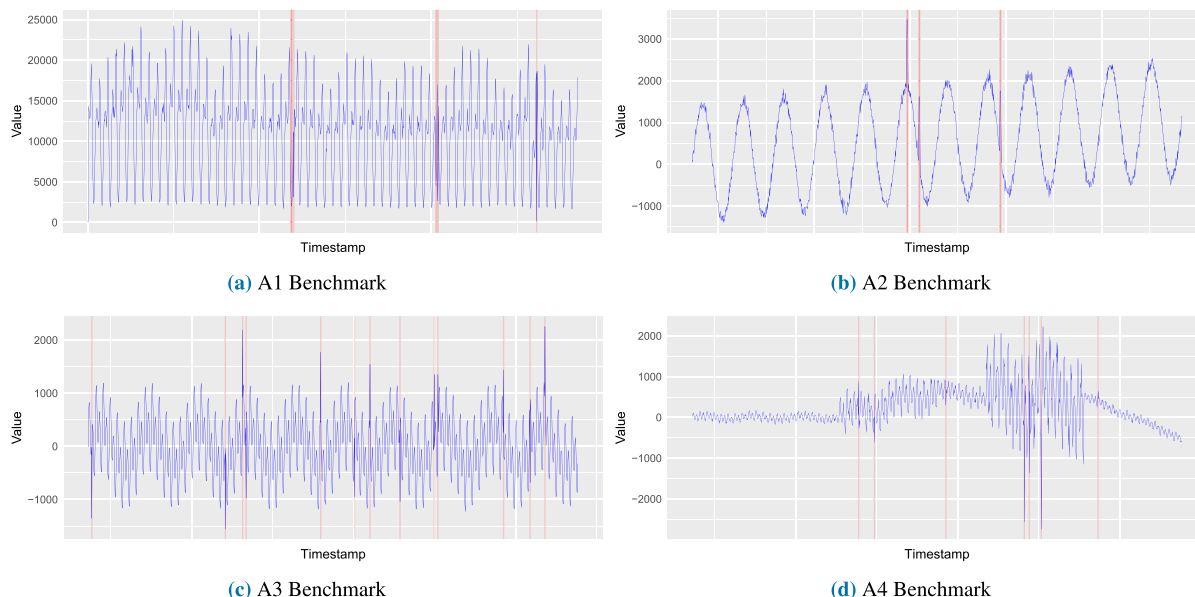 25000
20000
15000
10000
5000
0
Value
Timestamp
(a) A1 Benchmark
3000
2000
1000
0
−1000
Value
Timestamp
(b) A2 Benchmark
2000
1000
0
−1000
Value
Timestamp
(c) A3 Benchmark
2000
1000
0
−1000
−2000
Value
Timestamp
(d) A4 Benchmark